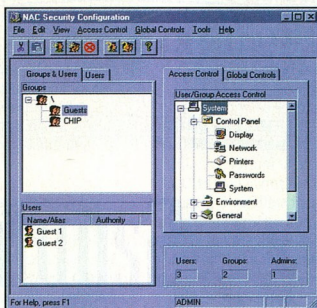 NAC Security Configuration
File Edit View Access Control Global Controls Tools Help
Groups & Users Users
Groups
\
Guests
CHIP
Users
Name/Alias Authority
Guest 1
Guest 2
Access Control Global Controls
User/Group Access Control
System
Control Panel
Display
Network
Printers
Passwords
System
Environment
General
Users: Groups: Admins:
3 2 1
For Help, press F1 ADMIN